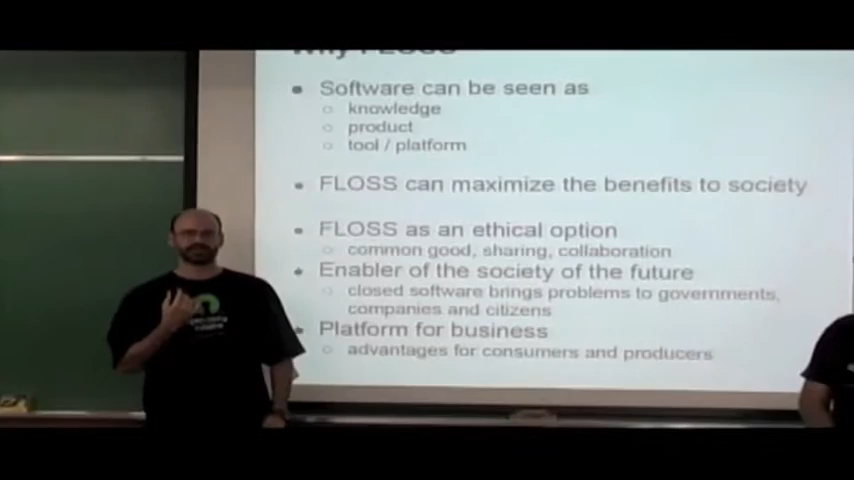 Why FLOSS
Software can be seen as
knowledge
product
tool / platform
FLOSS can maximize the benefits to society
FLOSS as an ethical option
common good, sharing, collaboration
Enabler of the society of the future
closed software brings problems to governments,
companies and citizens
Platform for business
advantages for consumers and producers